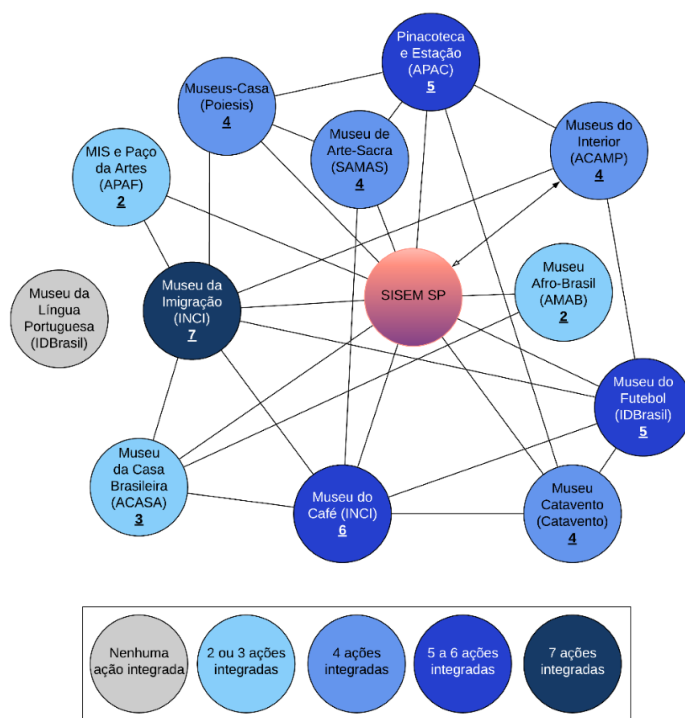 Pinacoteca
e Estação
(APAC)
5
Museus-Casa
(Poiesis)
4
Museu de
Arte-Sacra
(SAMAS)
4
Museus do
Interior
(ACAMP)
4
MIS e Paço
da Artes
(APAF)
2
Museu da
Língua
Portuguesa
(IDBrasil)
Museu da
Imigração
(INCI)
7
SISEM SP
Museu
Afro-Brasil
(AMAB)
2
Museu do
Futebol
(IDBrasil)
5
Museu
da Casa
Brasileira
(ACASA)
3
Museu do
Café (INCI)
6
Museu
Catavento
(Catavento)
4
Nenhuma
ação integrada
2 ou 3 ações
integradas
4 ações
integradas
5 a 6 ações
integradas
7 ações
integradas